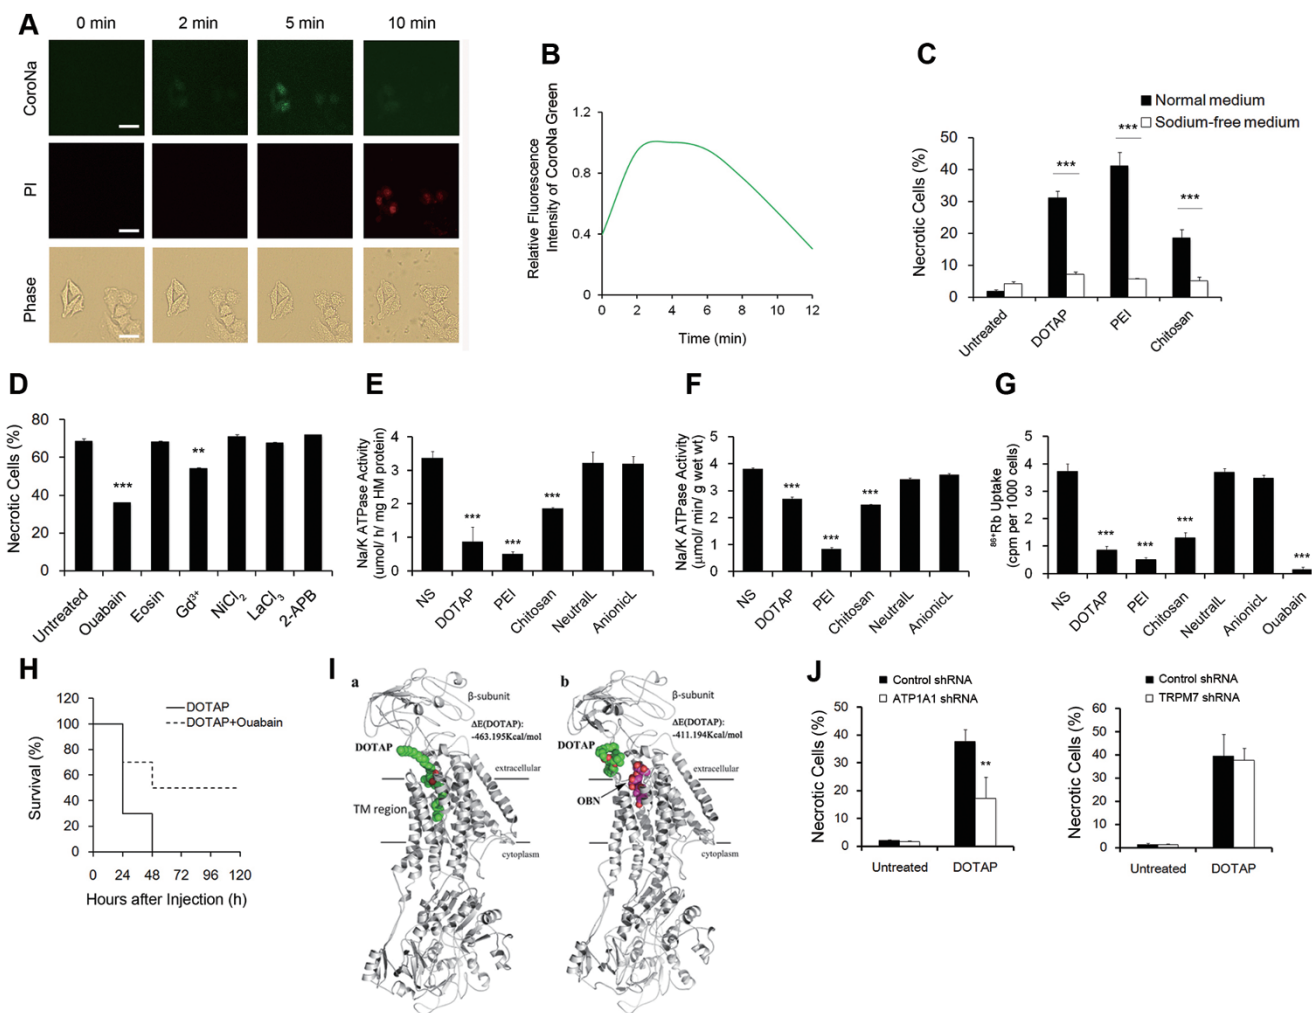 A
0 min 2 min 5 min 10 min
CoroNa
PI
Phase
B
Relative Fluorescence
Intensity of CoroNa Green
1.2
0.8
0.4
0
0 2 4 6 8 10 12
Time (min)
C
Normal medium
Sodium-free medium
Necrotic Cells (%)
50
40
30
20
10
0
*** *** ***
Untreated DOTAP PEI Chitosan
D
Necrotic Cells (%)
80
60
40
20
0
*** **
Untreated Ouabain Eosin Gd³⁺ NiCl₂ LaCl₃ 2-APB
E
Na/K ATPase Activity
(umol/ h/ mg HM protein)
4
3
2
1
0
*** *** ***
NS DOTAP PEI Chitosan NeutralL AnionicL
F
Na/K ATPase Activity
(μmol/ min/ g wet wt)
5
4
3
2
1
0
*** *** ***
NS DOTAP PEI Chitosan NeutralL AnionicL
G
⁸⁶⁺Rb Uptake
(cpm per 1000 cells)
5
4
3
2
1
0
*** *** *** ***
NS DOTAP PEI Chitosan NeutralL AnionicL Ouabain
H
DOTAP
DOTAP+Ouabain
Survival (%)
120
100
80
60
40
20
0
0 24 48 72 96 120
Hours after Injection (h)
I
a
β-subunit
ΔE(DOTAP):
-463.195Kcal/mol
DOTAP
extracellular
TM region
cytoplasm
b
β-subunit
ΔE(DOTAP):
-411.194Kcal/mol
DOTAP
extracellular
OBN
cytoplasm
J
Control shRNA
ATP1A1 shRNA
Necrotic Cells (%)
50
40
30
20
10
0
**
Untreated DOTAP
Control shRNA
TRPM7 shRNA
Necrotic Cells (%)
60
50
40
30
20
10
0
Untreated DOTAP